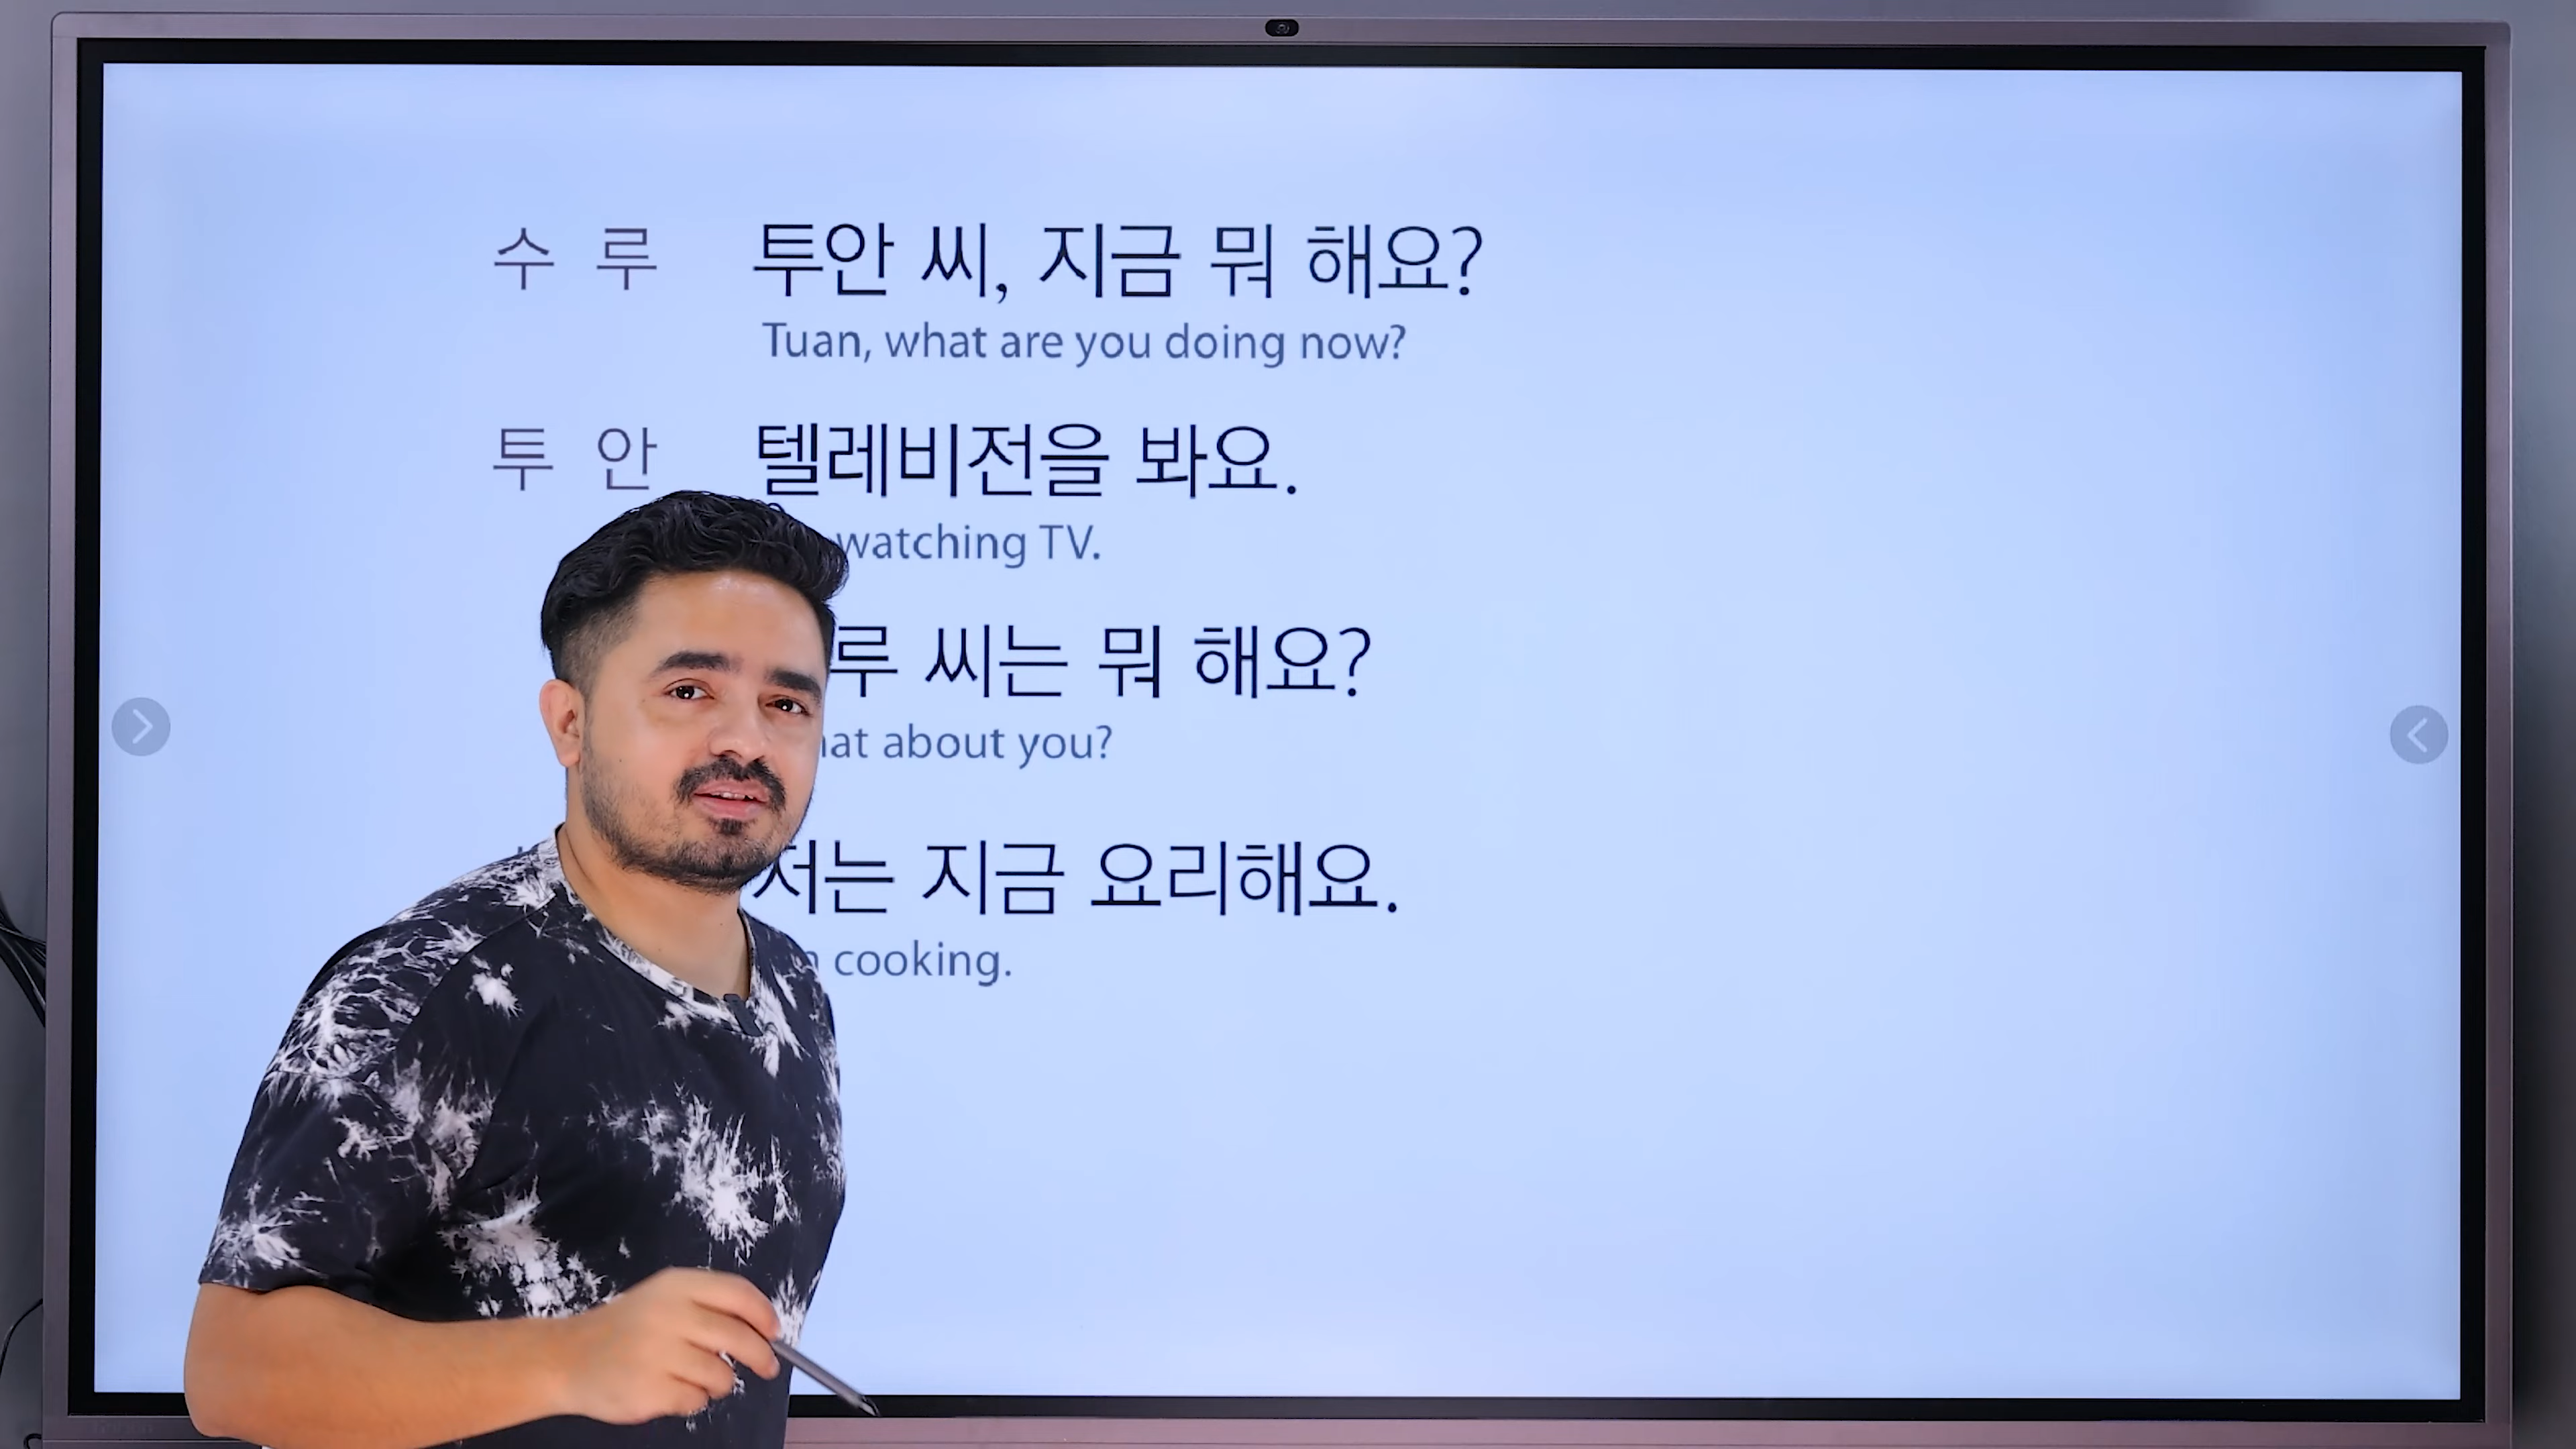 수 루 투안 씨, 지금 뭐 해요?
Tuan, what are you doing now?
투 안 텔레비전을 봐요.
watching TV.
루 씨는 뭐 해요?
about you?
저는 지금 요리해요.
cooking.